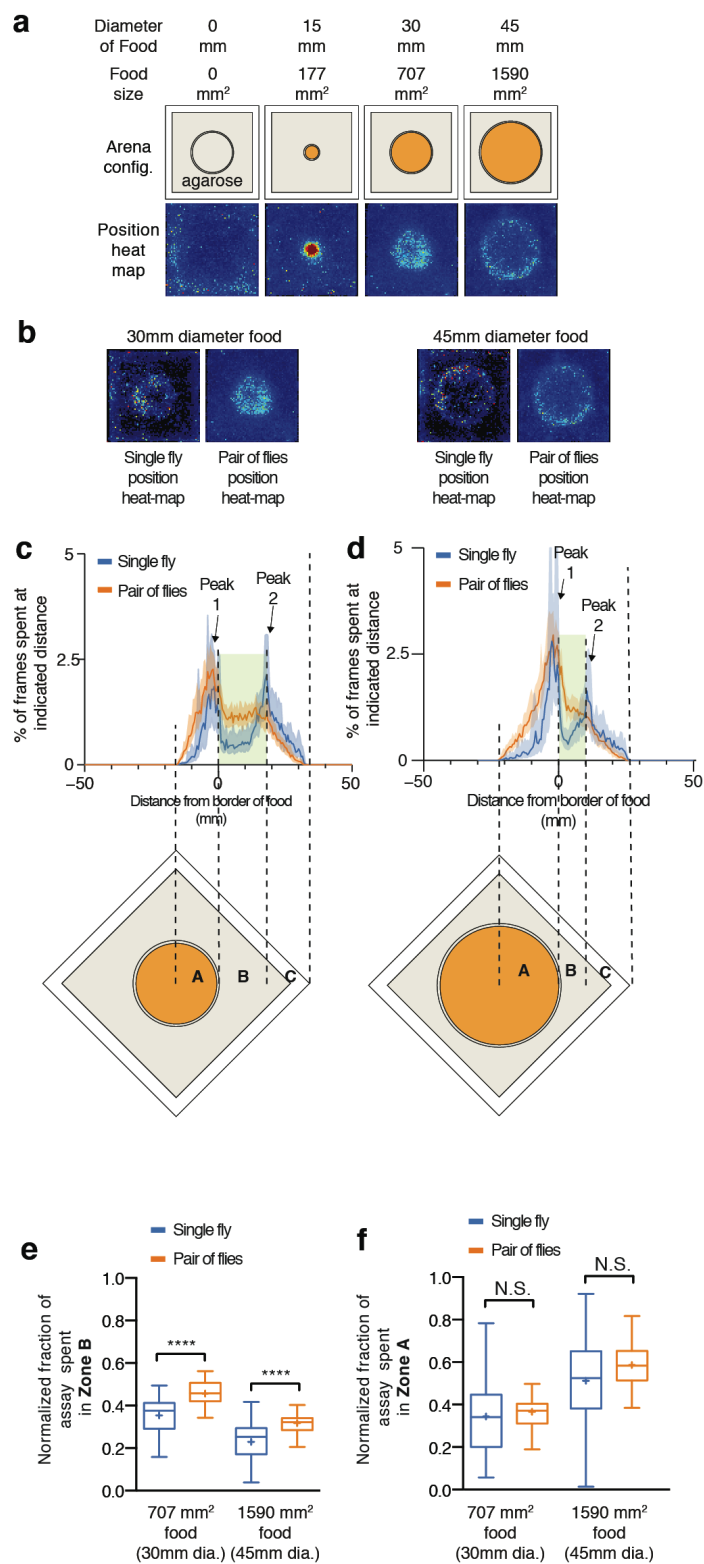 a
Diameter of Food
0 mm
15 mm
30 mm
45 mm
Food size
0 mm²
177 mm²
707 mm²
1590 mm²
Arena config.
agarose
Position heat map
b
30mm diameter food
45mm diameter food
Single fly position heat-map
Pair of flies position heat-map
Single fly position heat-map
Pair of flies position heat-map
c
5
2.5
0
% of frames spent at indicated distance
Single fly
Pair of flies
Peak 1
Peak 2
−50
0
50
Distance from border of food (mm)
A
B
C
d
5
2.5
0
% of frames spent at indicated distance
Single fly
Pair of flies
Peak 1
Peak 2
−50
0
50
Distance from border of food (mm)
A
B
C
e
Single fly
Pair of flies
Normalized fraction of assay spent in Zone B
1.0
0.8
0.6
0.4
0.2
0.0
****
****
707 mm² food (30mm dia.)
1590 mm² food (45mm dia.)
f
Single fly
Pair of flies
Normalized fraction of assay spent in Zone A
1.0
0.8
0.6
0.4
0.2
0.0
N.S.
N.S.
707 mm² food (30mm dia.)
1590 mm² food (45mm dia.)